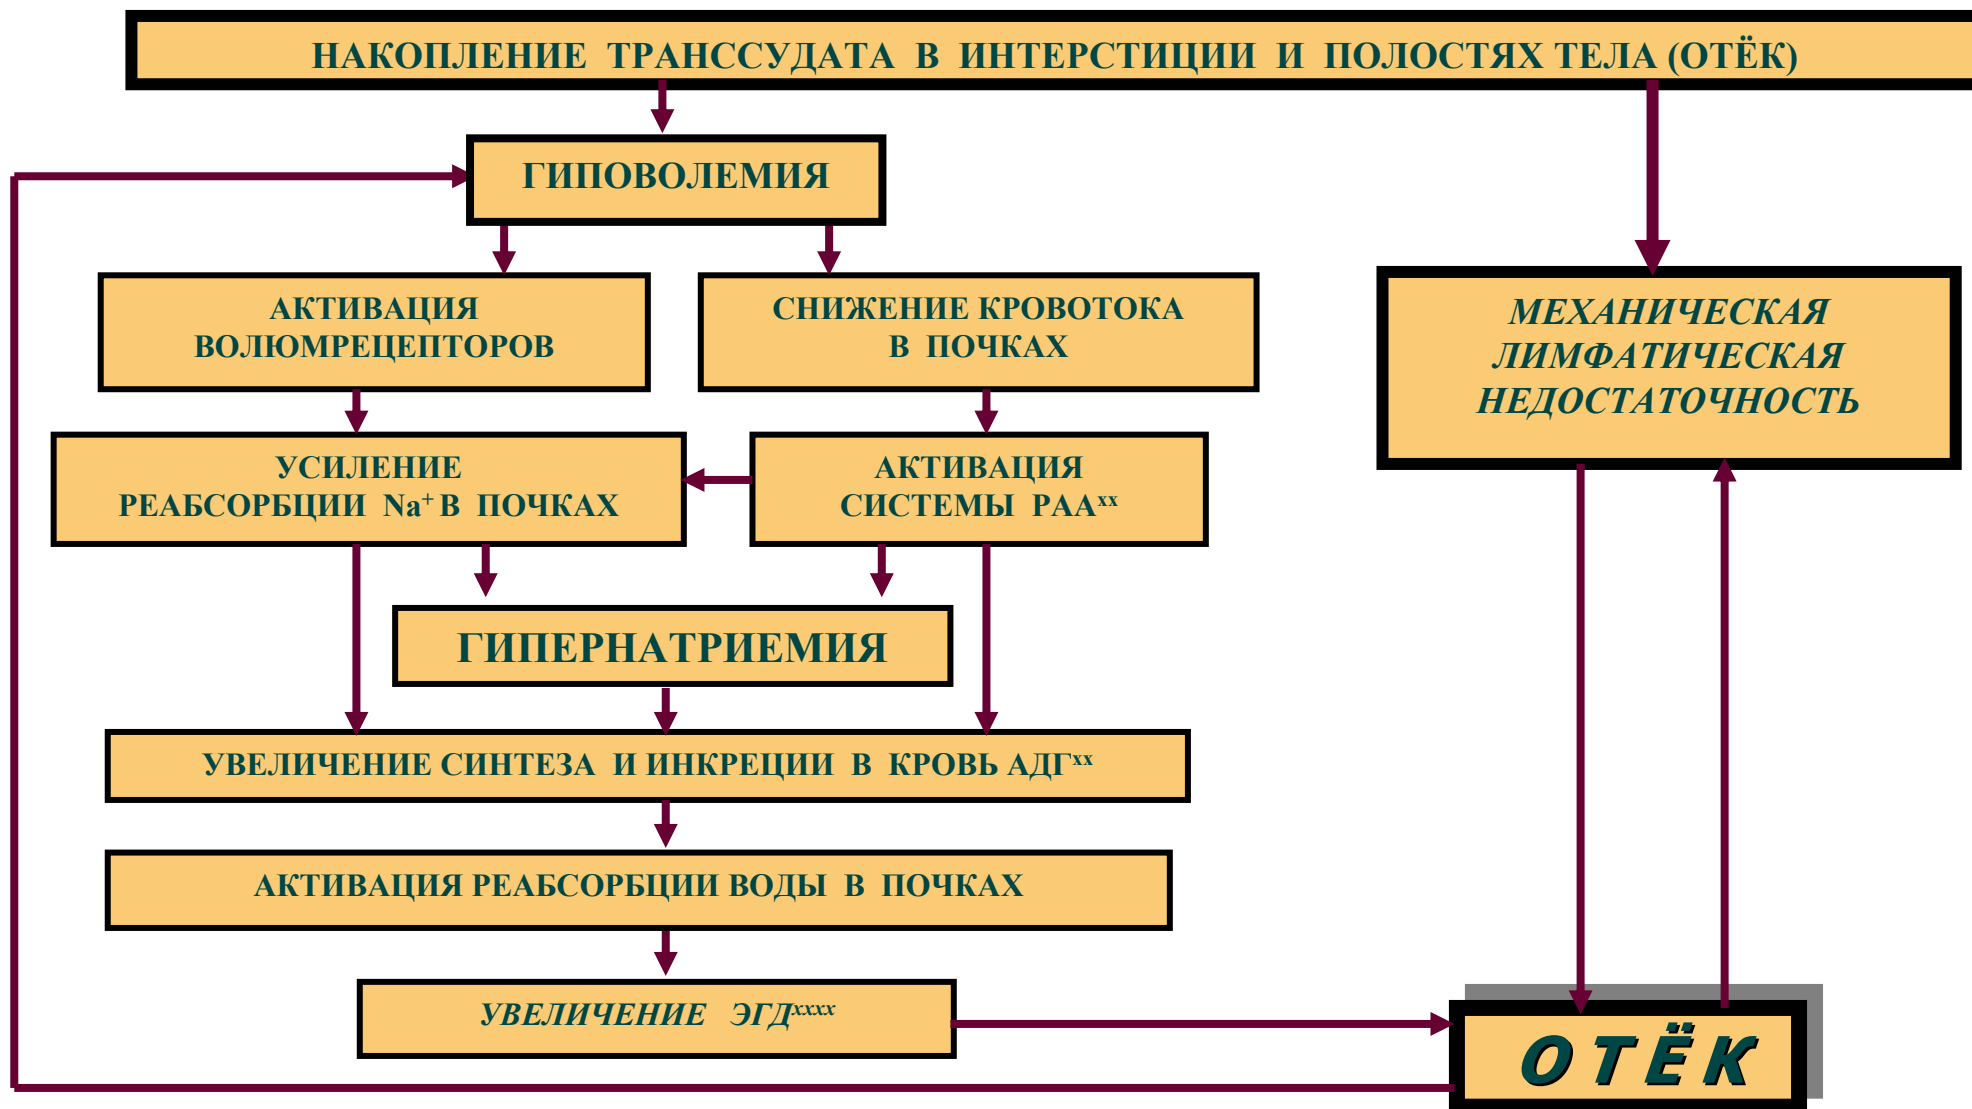 НАКОПЛЕНИЕ ТРАНССУДАТА В ИНТЕРСТИЦИИ И ПОЛОСТЯХ ТЕЛА (ОТЁК)
ГИПОВОЛЕМИЯ
АКТИВАЦИЯ
ВОЛЮМРЕЦЕПТОРОВ
СНИЖЕНИЕ КРОВОТОКА
В ПОЧКАХ
МЕХАНИЧЕСКАЯ
ЛИМФАТИЧЕСКАЯ
НЕДОСТАТОЧНОСТЬ
УСИЛЕНИЕ
РЕАБСОРБЦИИ Na⁺ В ПОЧКАХ
АКТИВАЦИЯ
СИСТЕМЫ РААˣˣ
ГИПЕРНАТРИЕМИЯ
УВЕЛИЧЕНИЕ СИНТЕЗА И ИНКРЕЦИИ В КРОВЬ АДГˣˣ
АКТИВАЦИЯ РЕАБСОРБЦИИ ВОДЫ В ПОЧКАХ
УВЕЛИЧЕНИЕ ЭГДˣˣˣˣ
ОТЁК